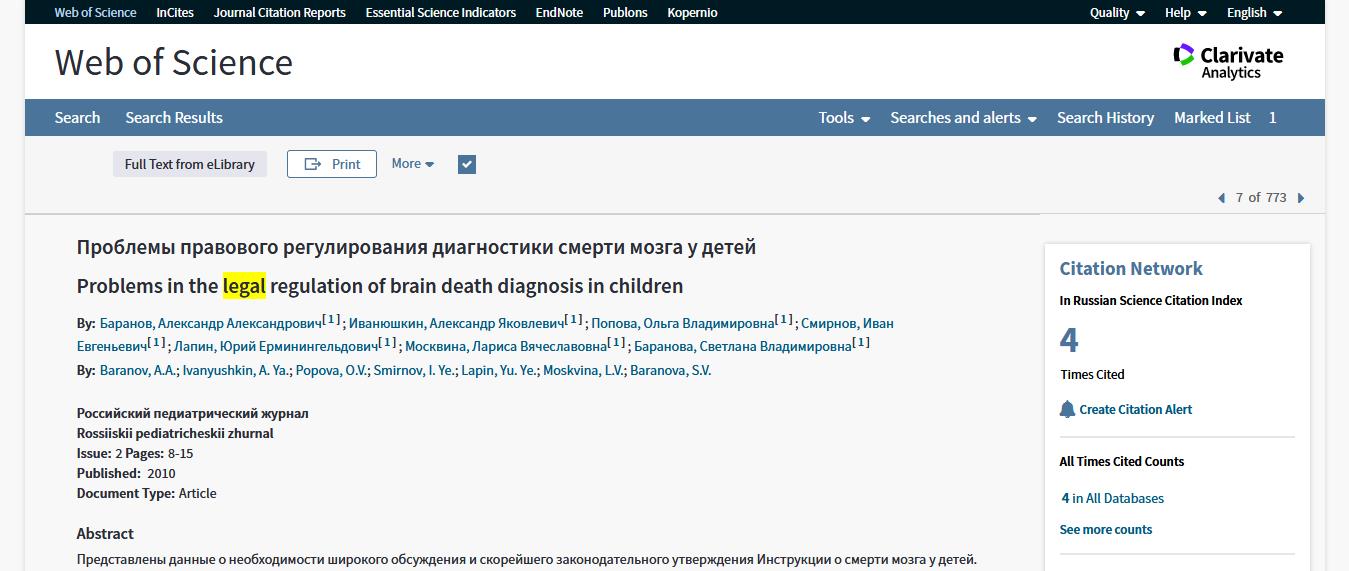 Web of Science InCites Journal Citation Reports Essential Science Indicators EndNote Publons Kopernio Quality Help English
Web of Science
Clarivate
Analytics
Search Search Results Tools Searches and alerts Search History Marked List 1
Full Text from eLibrary Print More
7 of 773
Проблемы правового регулирования диагностики смерти мозга у детей
Problems in the legal regulation of brain death diagnosis in children
By: Баранов, Александр Александрович[ 1 ] ; Иванюшкин, Александр Яковлевич[ 1 ] ; Попова, Ольга Владимировна[ 1 ] ; Смирнов, Иван
Евгеньевич[ 1 ] ; Лапин, Юрий Ерминингельдович[ 1 ] ; Москвина, Лариса Вячеславовна[ 1 ] ; Баранова, Светлана Владимировна[ 1 ]
By: Baranov, A.A.; Ivanyushkin, A. Ya.; Popova, O.V.; Smirnov, I. Ye.; Lapin, Yu. Ye.; Moskvina, L.V.; Baranova, S.V.
Российский педиатрический журнал
Rossiiskii pediatricheskii zhurnal
Issue: 2 Pages: 8-15
Published: 2010
Document Type: Article
Abstract
Представлены данные о необходимости широкого обсуждения и скорейшего законодательного утверждения Инструкции о смерти мозга у детей.
Citation Network
In Russian Science Citation Index
4
Times Cited
Create Citation Alert
All Times Cited Counts
4 in All Databases
See more counts